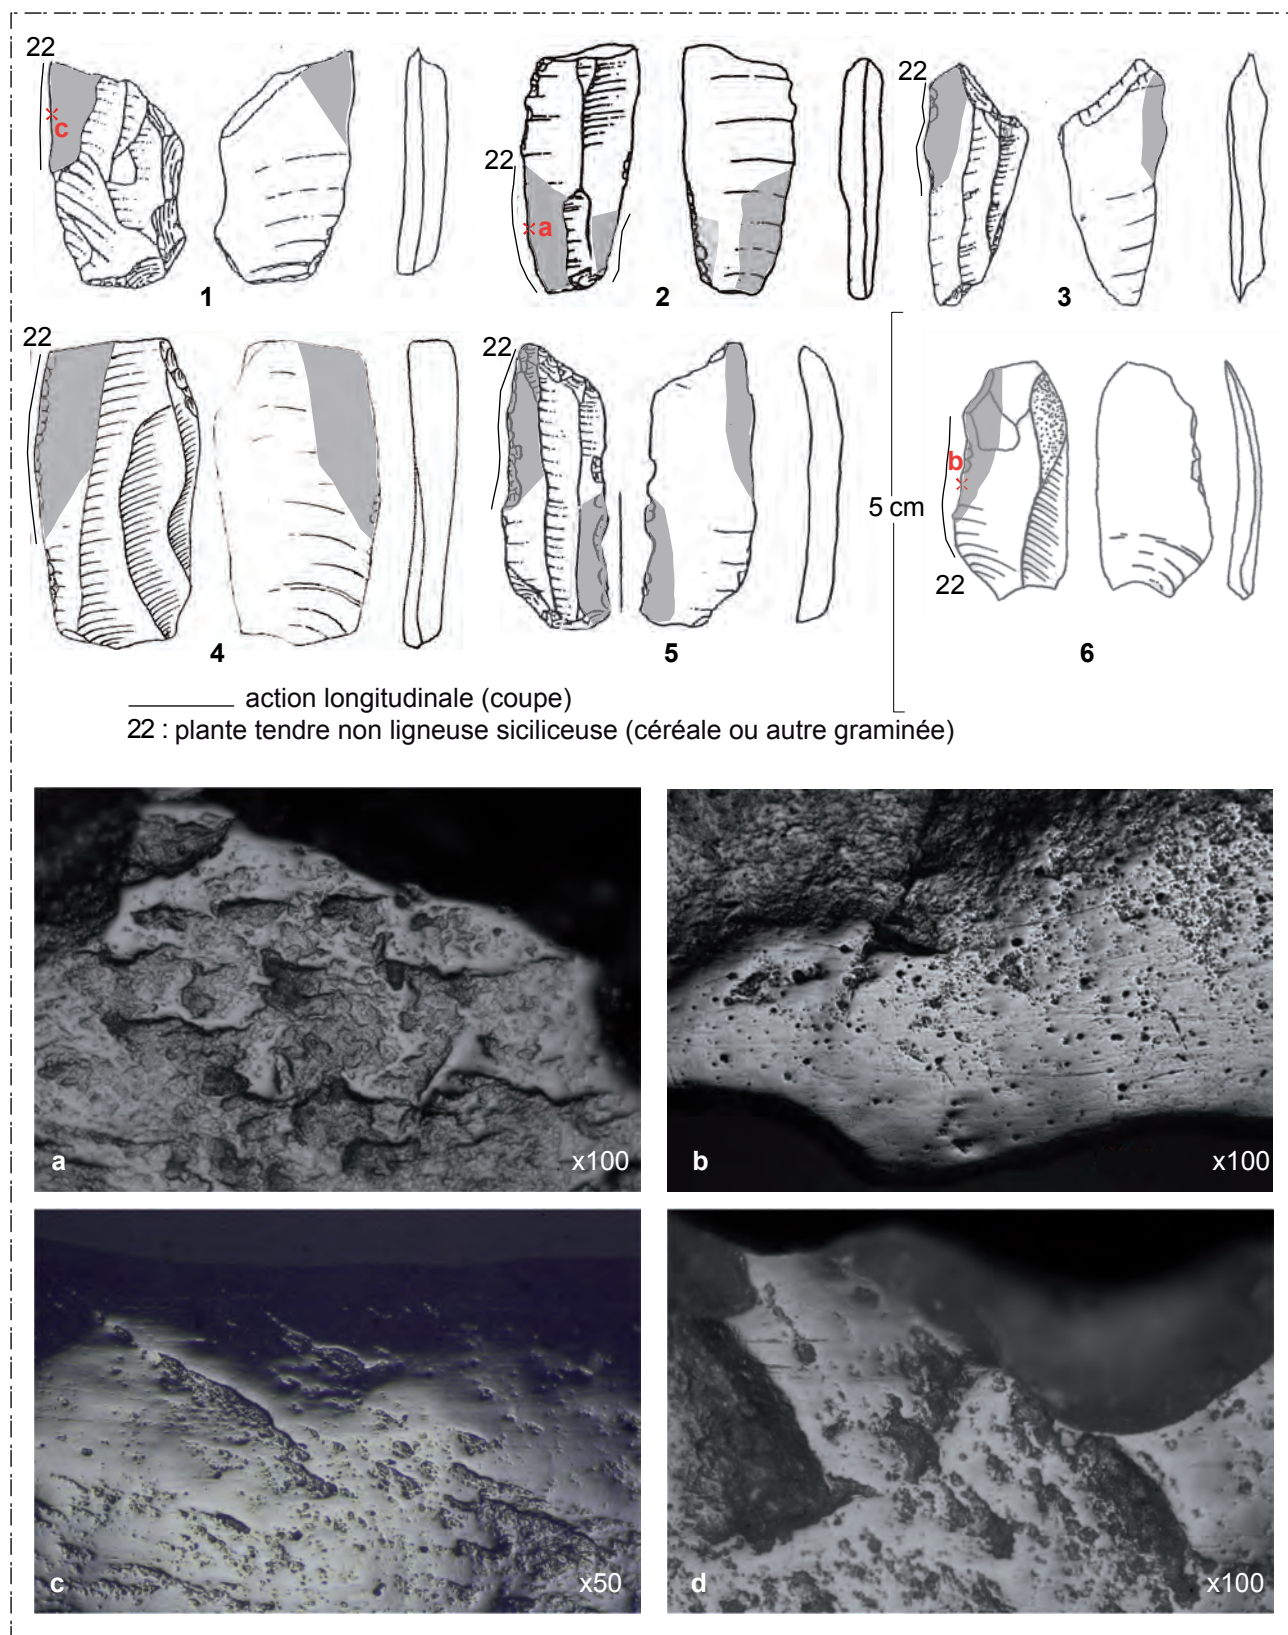 22
c
1
22
a
2
22
3
22
4
22
5
b
22
6
5 cm
action longitudinale (coupe)
22 : plante tendre non ligneuse siciliceuse (céréale ou autre graminée)
a x100
b x100
c x50
d x100